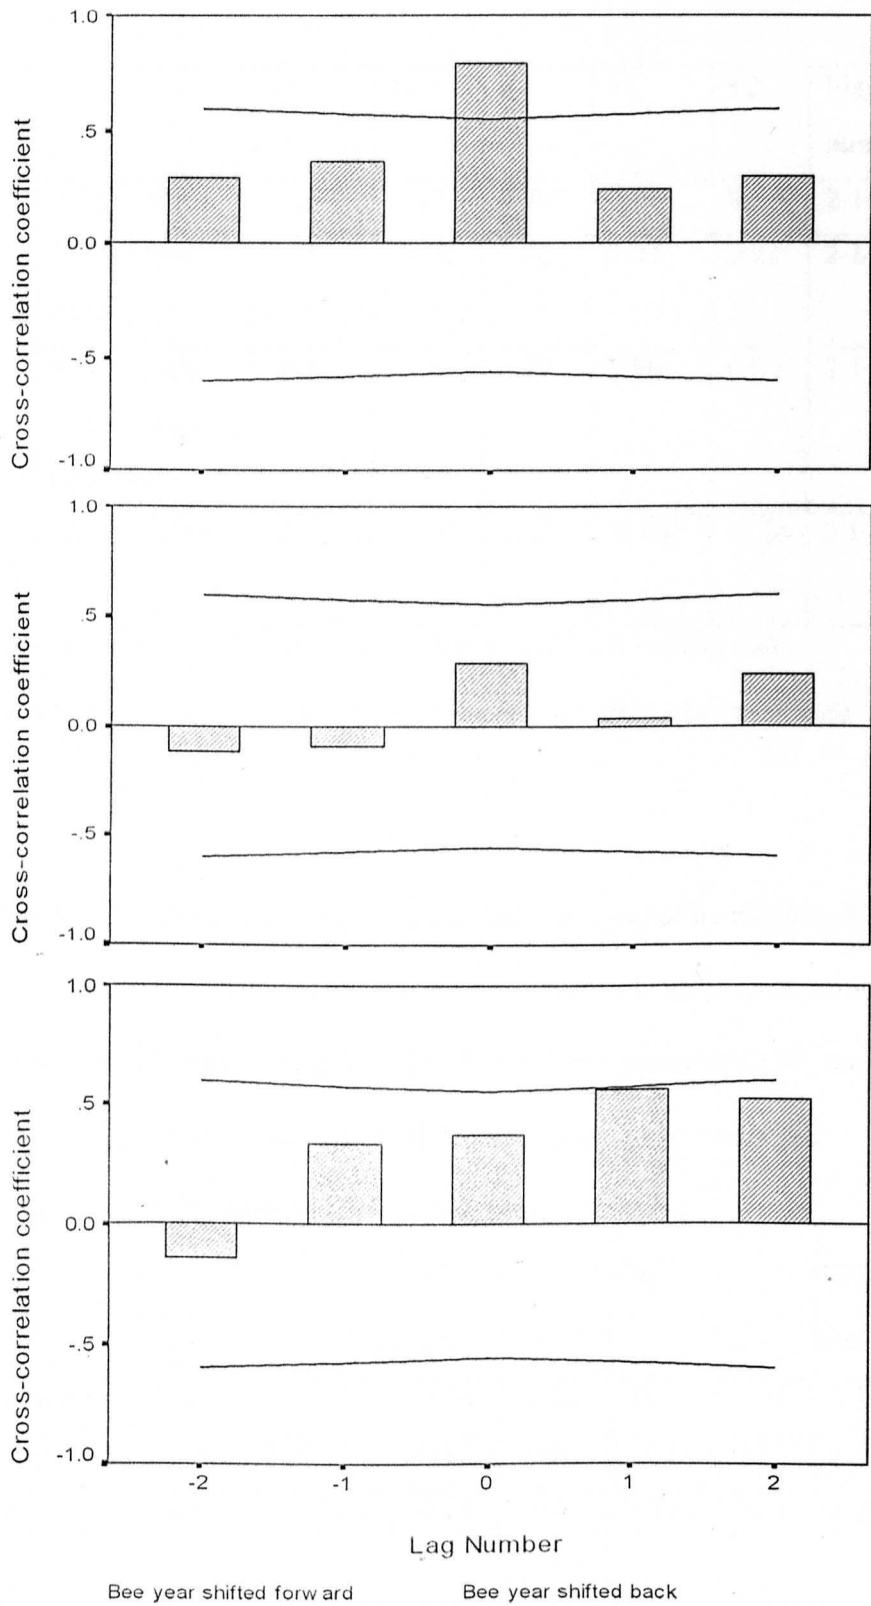 Cross-correlation coefficient
1.0
.5
0.0
-.5
-1.0
Cross-correlation coefficient
1.0
.5
0.0
-.5
-1.0
Cross-correlation coefficient
1.0
.5
0.0
-.5
-1.0
-2 -1 0 1 2
Lag Number
Bee year shifted forward Bee year shifted back